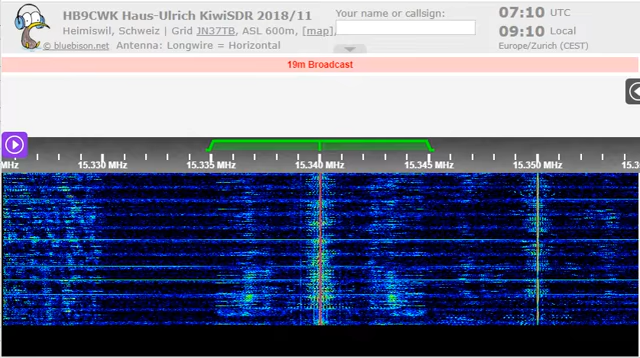 HB9CWK Haus-Ulrich KiwiSDR 2018/11
Heimiswil, Schweiz | Grid JN37TB, ASL 600m, [map],
© bluebison.net Antenna: Longwire = Horizontal
Your name or callsign:
07:10 UTC
09:10 Local
Europe/Zurich (CEST)
19m Broadcast
MHz 15.330 MHz 15.335 MHz 15.340 MHz 15.345 MHz 15.350 MHz 15.3